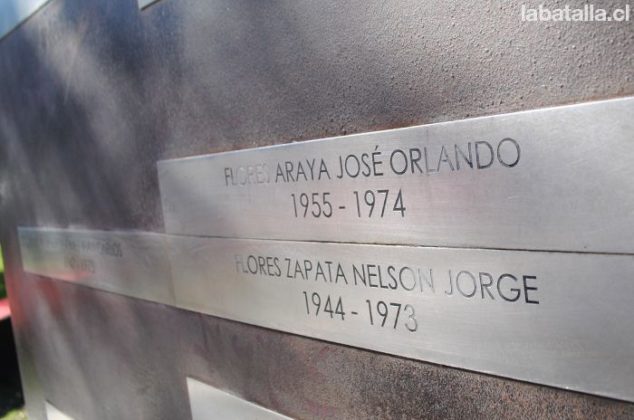 labatalla.cl
FLORES ARAYA JOSÉ ORLANDO
1955 - 1974
FLORES ZAPATA NELSON JORGE
1944 - 1973